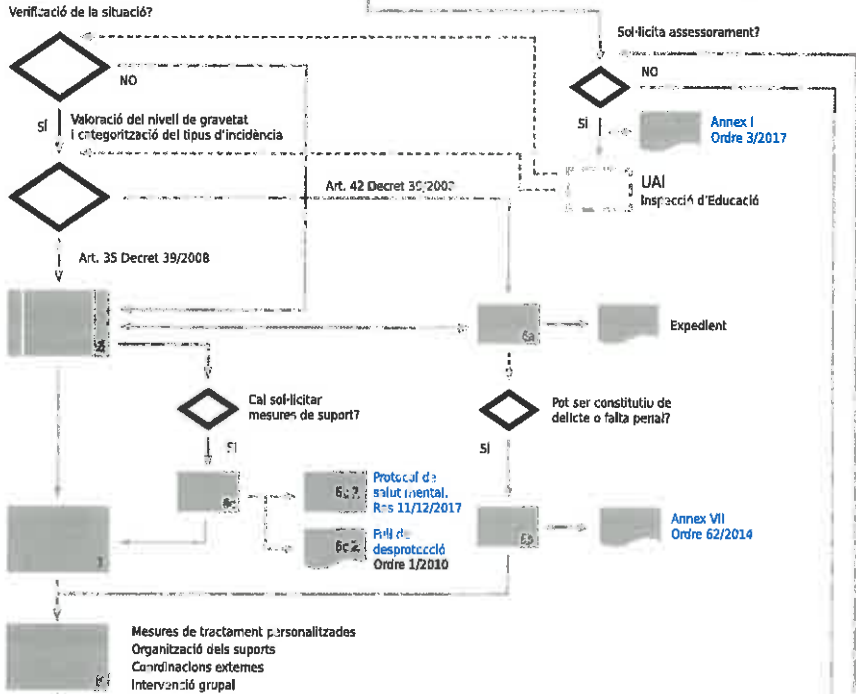 Verificació de la situació?
Sol·licita assessorament?
NO
NO
SÍ
Valoració del nivell de gravetat
i categorització del tipus d'incidència
SÍ
Annex I
Ordre 3/2017
UAI
Inspecció d'Educació
Art. 42 Decret 39/2008
Art. 35 Decret 39/2008
6a
Expedient
Cal sol·licitar
mesures de suport?
Pot ser constitutiu de
delicte o falta penal?
SÍ
SÍ
Protocol de
salut mental.
Res 11/12/2017
6c2
Full de
desprotecció
Ordre 1/2010
6b
Annex VII
Ordre 62/2014
Mesures de tractament personalitzades
Organització dels suports
Coordinacions externes
Intervenció grupal